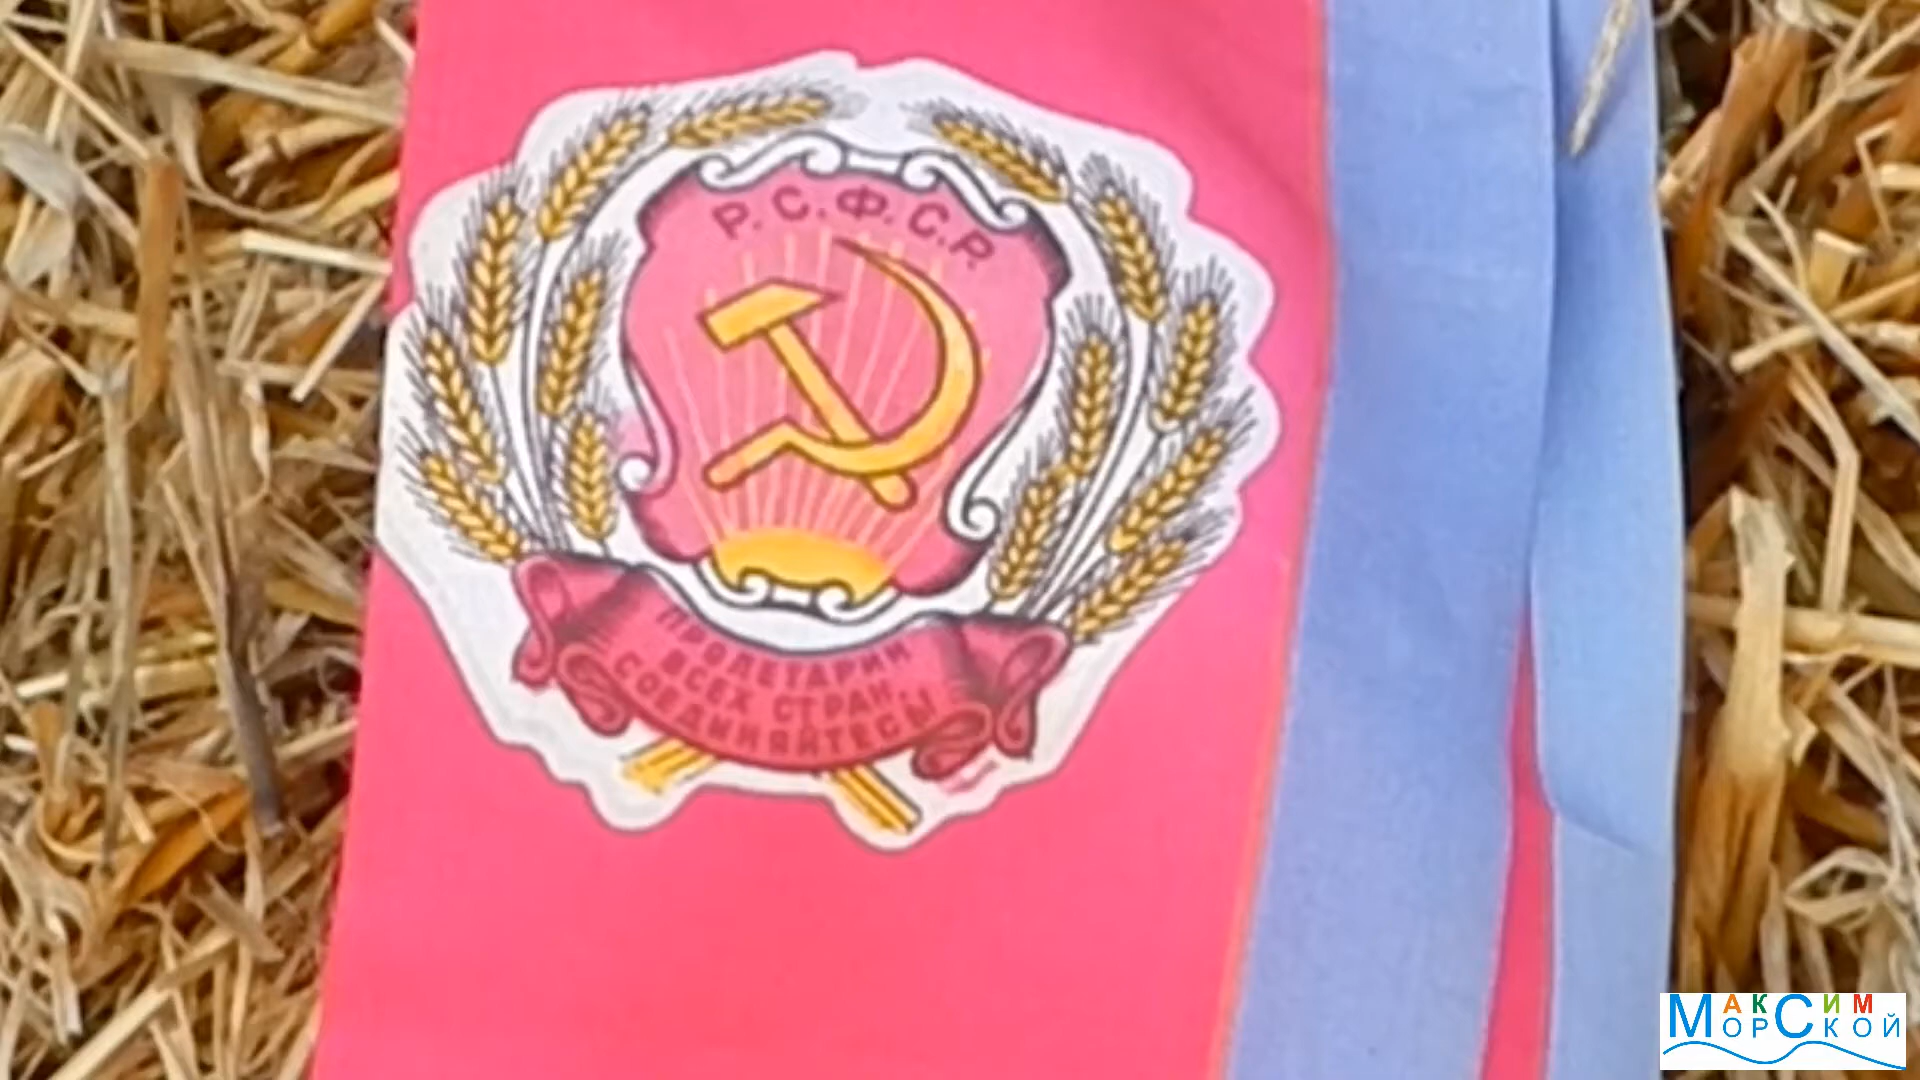 Р. С. Ф. С. Р.
ПРОЛЕТАРИИ
ВСЕХ СТРАН,
СОЕДИНЯЙТЕСЬ!
МАКСИМ
МОРСКОЙ